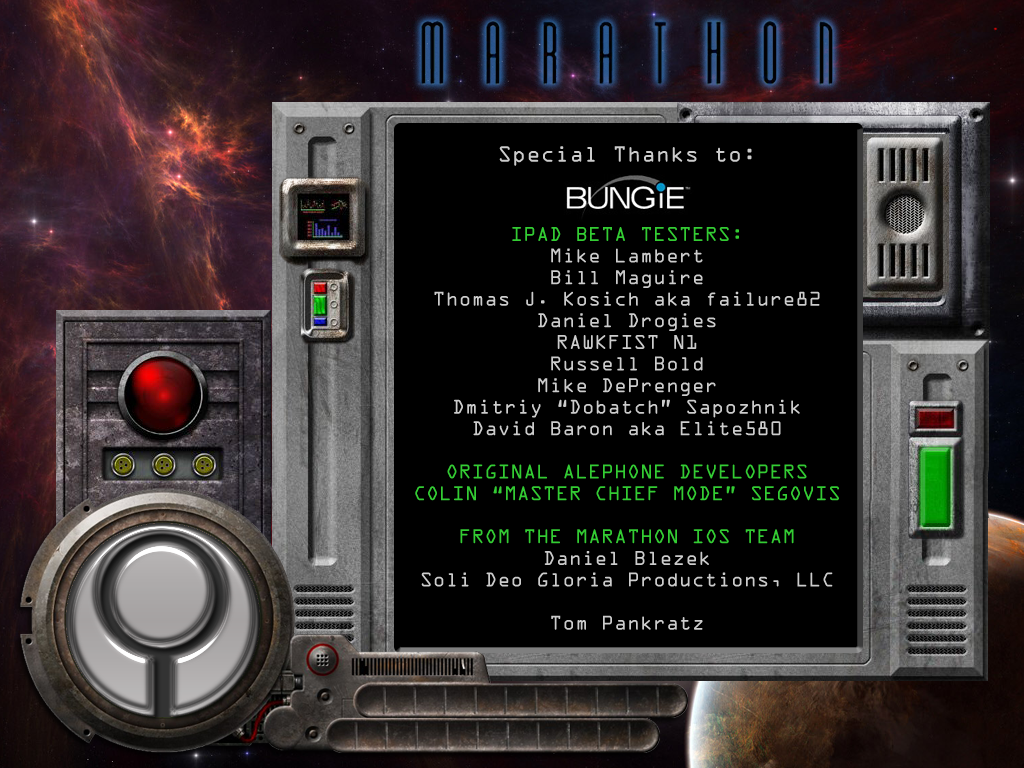 MARATHON
Special Thanks to:
BUNGiE™
IPAD BETA TESTERS:
Mike Lambert
Bill Maguire
Thomas J. Kosich aka failure82
Daniel Drogies
RAWKFIST N1
Russell Bold
Mike DePrenger
Dmitriy “Dobatch” Sapozhnik
David Baron aka Elite580
ORIGINAL ALEPHONE DEVELOPERS
COLIN “MASTER CHIEF MODE” SEGOVIS
FROM THE MARATHON IOS TEAM
Daniel Blezek
Soli Deo Gloria Productions, LLC
Tom Pankratz